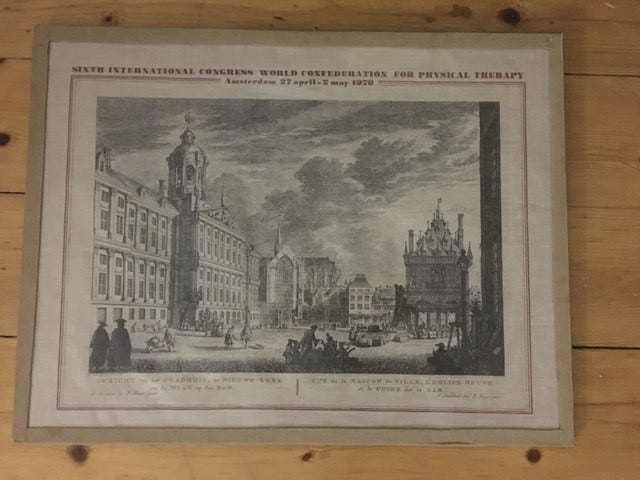 SIXTH INTERNATIONAL CONGRESS WORLD CONFEDERATION FOR PHYSICAL THERAPY
Amsterdam 27 april - 2 may 1970
GEZICHT van het STADHUIS, de NIEUWE KERK
en de WAAG op den DAM.
VUE de la MAISON de VILLE, L'EGLISE NEUVE
et le POIDS sur le DAM.